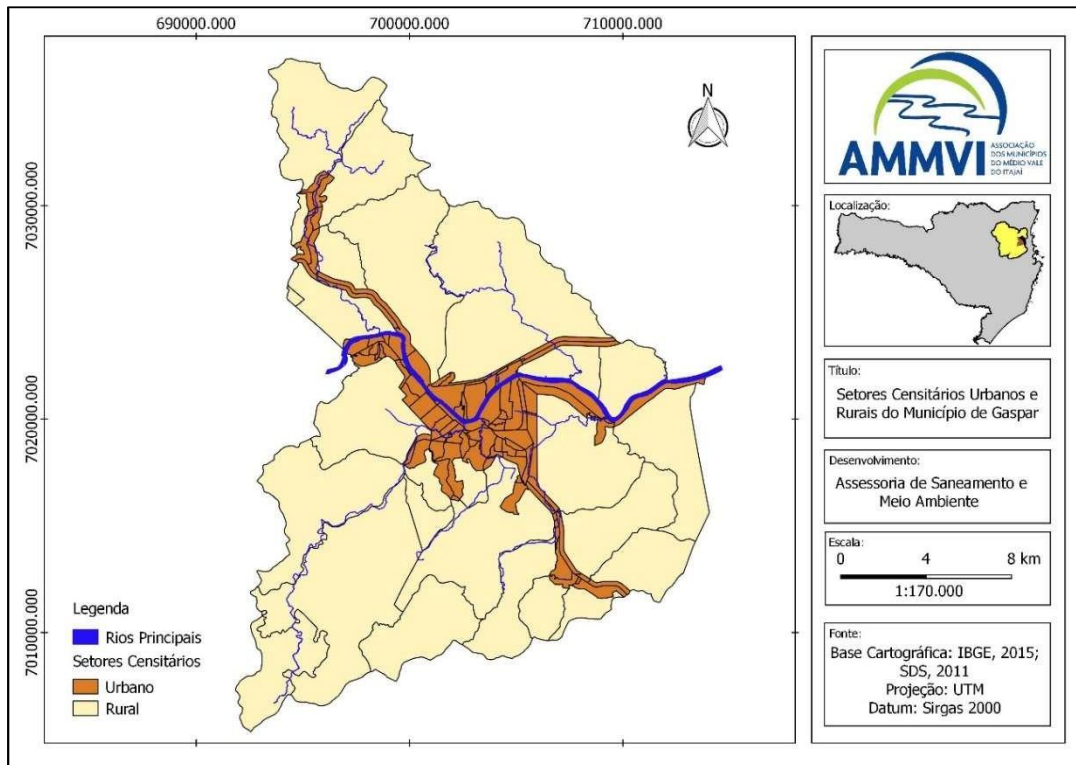 690000.000
700000.000
710000.000
7030000.000
7020000.000
7010000.000
N
Legenda
Rios Principais
Setores Censitários
Urbano
Rural
AMMVI
ASSOCIAÇÃO
DOS MUNICÍPIOS
DO MÉDIO VALE
DO ITAJAÍ
Localização:
Título:
Setores Censitários Urbanos e
Rurais do Município de Gaspar
Desenvolvimento:
Assessoria de Saneamento e
Meio Ambiente
Escala:
0 4 8 km
1:170.000
Fonte:
Base Cartográfica: IBGE, 2015;
SDS, 2011
Projeção: UTM
Datum: Sirgas 2000